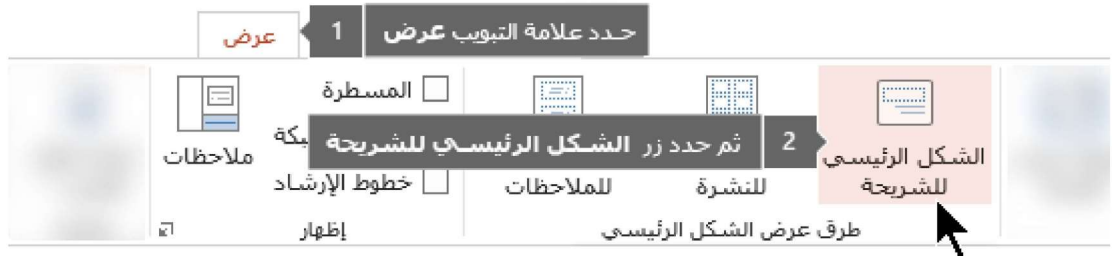 عرض
1 حدد علامة التبويب عرض
الشكل الرئيسي
للشريحة
2 ثم حدد زر الشكل الرئيسي للشريحة
للنشرة
للملاحظات
طرق عرض الشكل الرئيسي
المسطرة
خطوط الإرشاد
إظهار
ملاحظات